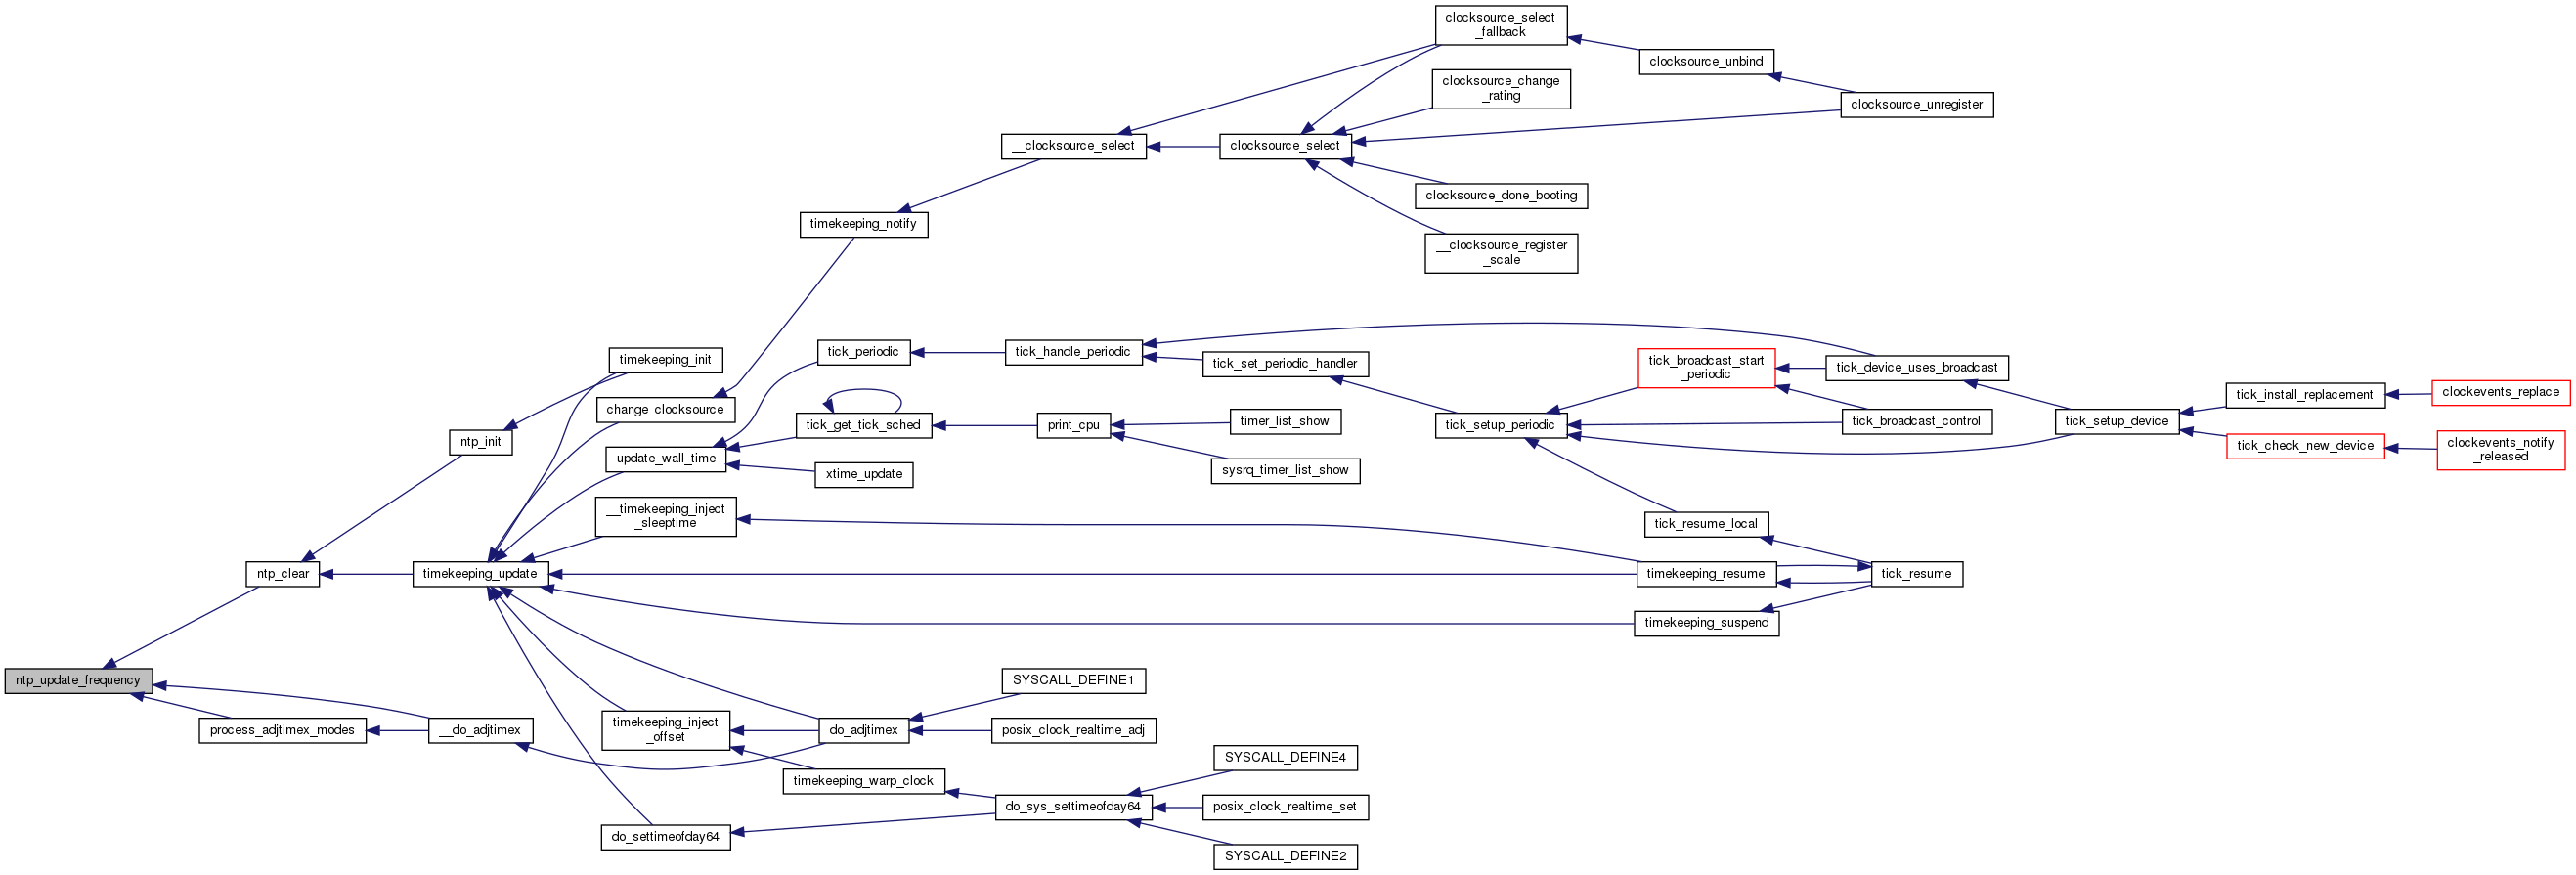 clocksource_select
_fallback
clocksource_unbind
clocksource_change
_rating
clocksource_unregister
__clocksource_select
clocksource_select
clocksource_done_booting
timekeeping_notify
__clocksource_register
_scale
timekeeping_init
tick_periodic
tick_handle_periodic
tick_set_periodic_handler
tick_broadcast_start
_periodic
tick_device_uses_broadcast
tick_install_replacement
clockevents_replace
change_clocksource
tick_get_tick_sched
print_cpu
timer_list_show
tick_setup_periodic
tick_broadcast_control
tick_setup_device
ntp_init
update_wall_time
tick_check_new_device
clockevents_notify
_released
xtime_update
sysrq_timer_list_show
__timekeeping_inject
_sleeptime
tick_resume_local
ntp_clear
timekeeping_update
timekeeping_resume
tick_resume
timekeeping_suspend
ntp_update_frequency
SYSCALL_DEFINE1
process_adjtimex_modes
__do_adjtimex
timekeeping_inject
_offset
do_adjtimex
posix_clock_realtime_adj
SYSCALL_DEFINE4
timekeeping_warp_clock
do_sys_settimeofday64
posix_clock_realtime_set
do_settimeofday64
SYSCALL_DEFINE2